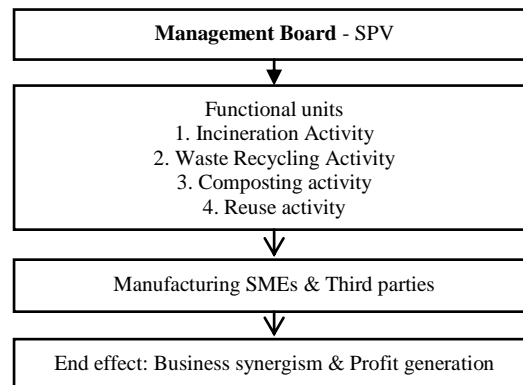 Management Board - SPV
Functional units
1. Incineration Activity
2. Waste Recycling Activity
3. Composting activity
4. Reuse activity
Manufacturing SMEs & Third parties
End effect: Business synergism & Profit generation